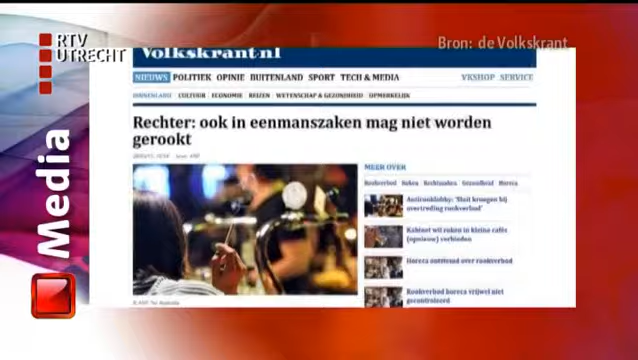 RTV
UTRECHT
Bron: de Volkskrant
Media
Volkskrant.nl
NIEUWS POLITIEK OPINIE BUITENLAND SPORT TECH & MEDIA VKSHOP SERVICE
BINNENLAND CULTUUR ECONOMIE REIZEN WETENSCHAP & GEZONDHEID OPMERKELIJK
Rechter: ook in eenmanszaken mag niet worden
gerookt
MEER OVER
Rookverbod Roken Rechtszaken Gezondheid Horeca
Antirooklobby: 'Sluit kroegen bij
overtreding rookverbod'
Kabinet wil roken in kleine cafés
(opnieuw) verbieden
Horeca ontevreden over rookverbod
Rookverbod horeca vrijwel niet
gecontroleerd